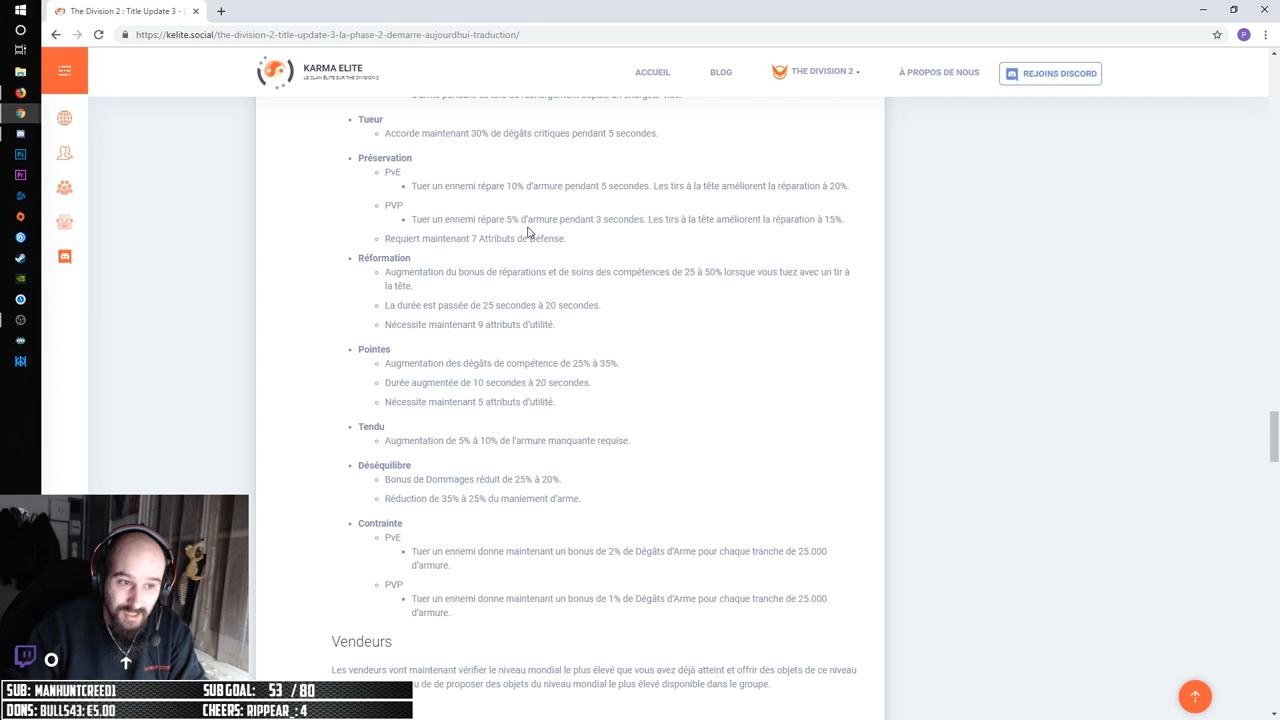 The Division 2 : Title Update 3 - L
https://kelite.social/the-division-2-title-update-3-la-phase-2-demarre-aujourdhui-traduction/
P
KARMA ELITE
LE CLAN ÉLITE SUR THE DIVISION 2
ACCUEIL
BLOG
THE DIVISION 2
À PROPOS DE NOUS
REJOINS DISCORD
Tueur
Accorde maintenant 30% de dégâts critiques pendant 5 secondes.
Préservation
PvE
Tuer un ennemi répare 10% d'armure pendant 5 secondes. Les tirs à la tête améliorent la réparation à 20%.
PVP
Tuer un ennemi répare 5% d'armure pendant 3 secondes. Les tirs à la tête améliorent la réparation à 15%.
Requiert maintenant 7 Attributs de Défense.
Réformation
Augmentation du bonus de réparations et de soins des compétences de 25 à 50% lorsque vous tuez avec un tir à
la tête.
La durée est passée de 25 secondes à 20 secondes.
Nécessite maintenant 9 attributs d'utilité.
Pointes
Augmentation des dégâts de compétence de 25% à 35%.
Durée augmentée de 10 secondes à 20 secondes.
Nécessite maintenant 5 attributs d'utilité.
Tendu
Augmentation de 5% à 10% de l'armure manquante requise.
Déséquilibre
Bonus de Dommages réduit de 25% à 20%.
Réduction de 35% à 25% du maniement d'arme.
Contrainte
PvE
Tuer un ennemi donne maintenant un bonus de 2% de Dégâts d'Arme pour chaque tranche de 25.000
d'armure.
PVP
Tuer un ennemi donne maintenant un bonus de 1% de Dégâts d'Arme pour chaque tranche de 25.000
d'armure.
Vendeurs
Les vendeurs vont maintenant vérifier le niveau mondial le plus élevé que vous avez déjà atteint et offrir des objets de ce niveau
u de de proposer des objets du niveau mondial le plus élevé disponible dans le groupe.
SUB: MANHUNTCREED1
SUB GOAL: 53 / 80
DONS: BULLS43: €5.00
CHEERS: RIPPEAR_: 4